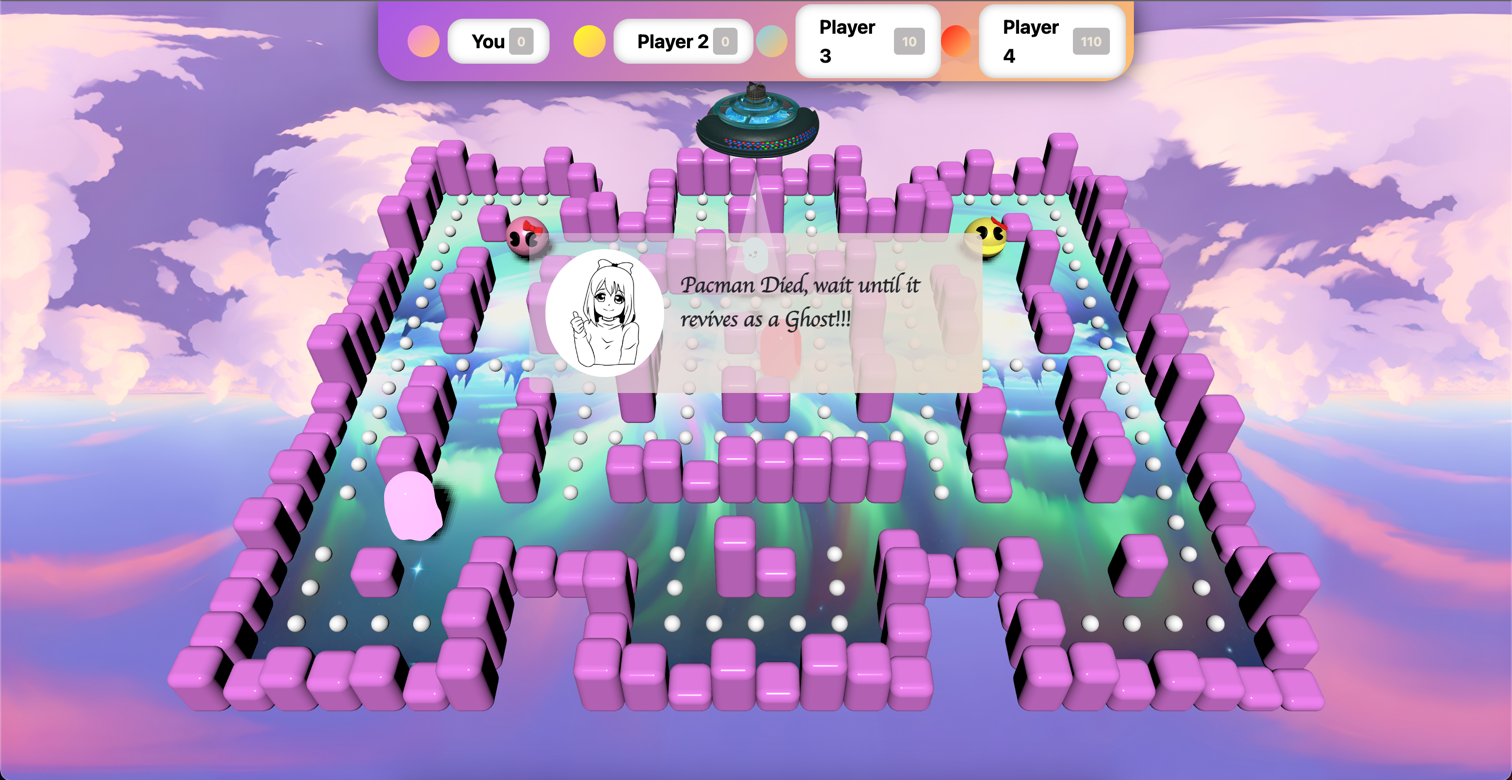 You 0
Player 2 0
Player
3 10
Player
4 110
Pacman Died, wait until it
revives as a Ghost!!!